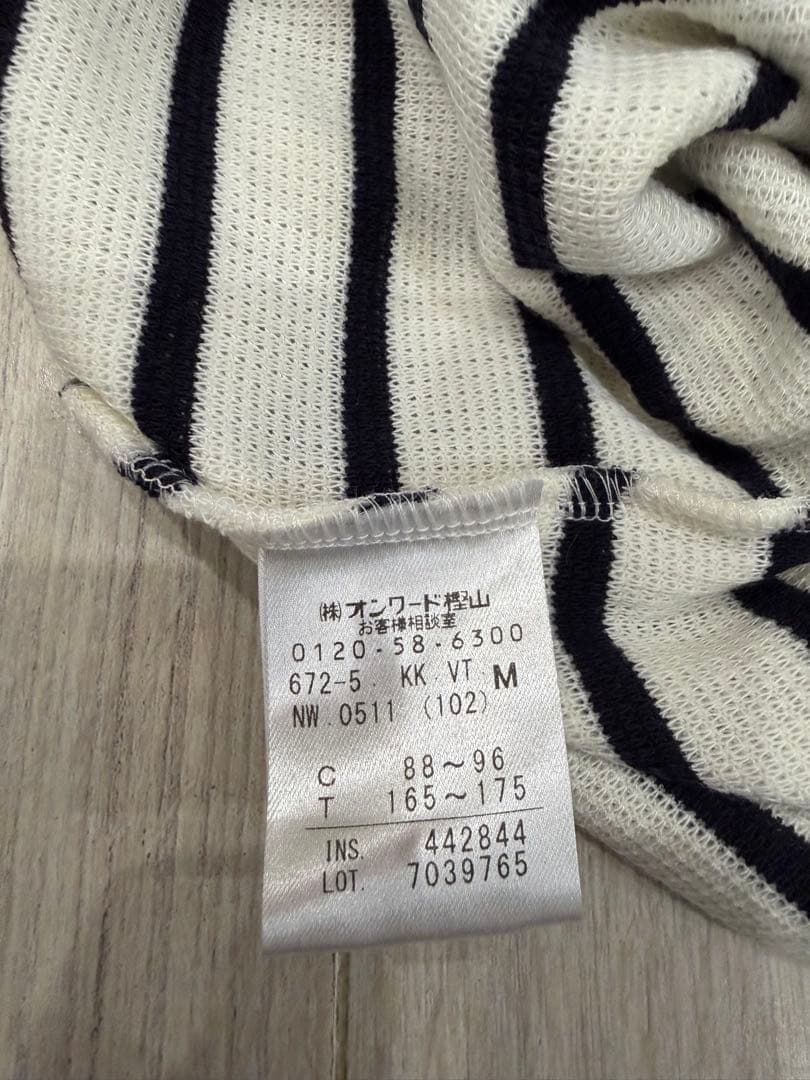 (株)オンワード樫山
お客様相談室
0120-58-6300
672-5. KK.VT. M
NW.0511 (102)
C 88~96
T 165~175
INS. 442844
LOT. 7039765